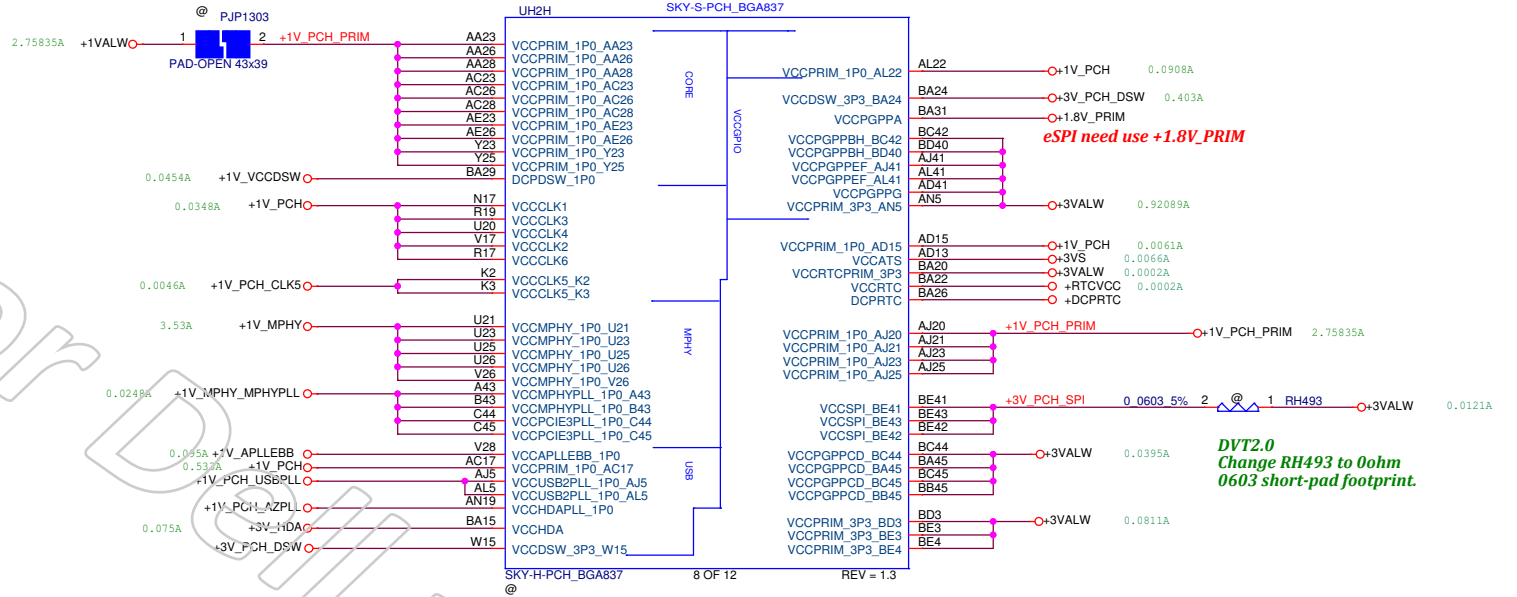 @ PJP1303 UH2H SKY-S-PCH_BGA837
2.75835A +1VALW 1 2 +1V_PCH_PRIM
PAD-OPEN 43x39
AA23 VCCPRIM_1P0_AA23
AA26 VCCPRIM_1P0_AA26
AA28 VCCPRIM_1P0_AA28
AC23 VCCPRIM_1P0_AC23
AC26 VCCPRIM_1P0_AC26
AC28 VCCPRIM_1P0_AC28
AE23 VCCPRIM_1P0_AE23
AE26 VCCPRIM_1P0_AE26
Y23 VCCPRIM_1P0_Y23
Y25 VCCPRIM_1P0_Y25
0.0454A +1V_VCCDSW BA29 DCPDSW_1P0
0.0348A +1V_PCH N17 VCCCLK1
R19 VCCCLK3
U20 VCCCLK4
V17 VCCCLK2
R17 VCCCLK6
K2 VCCCLK5_K2
0.0046A +1V_PCH_CLK5 K3 VCCCLK5_K3
3.53A +1V_MPHY U21 VCCMPHY_1P0_U21
U23 VCCMPHY_1P0_U23
U25 VCCMPHY_1P0_U25
U26 VCCMPHY_1P0_U26
V26 VCCMPHY_1P0_V26
0.0248A +1V_MPHY_MPHYPLL A43 VCCMPHYPLL_1P0_A43
B43 VCCMPHYPLL_1P0_B43
C44 VCCPCIE3PLL_1P0_C44
C45 VCCPCIE3PLL_1P0_C45
0.095A +1V_APLLEBB V28 VCCAPLLEBB_1P0
+1V_PCH AC17 VCCPRIM_1P0_AC17
+1V_PCH_USBPLL AJ5 VCCUSB2PLL_1P0_AJ5
AL5 VCCUSB2PLL_1P0_AL5
+1V_PCH_AZPLL AN19 VCCHDAPLL_1P0
0.075A +3V_HDA BA15 VCCHDA
+3V_PCH_DSW W15 VCCDSW_3P3_W15
CORE
VCCGPIO
MPHY
USB
VCCPRIM_1P0_AL22 AL22 +1V_PCH 0.0908A
VCCDSW_3P3_BA24 BA24 +3V_PCH_DSW 0.403A
VCCPGPPA BA31 +1.8V_PRIM
eSPI need use +1.8V_PRIM
VCCPGPPBH_BC42 BC42
VCCPGPPBH_BD40 BD40
VCCPGPPEF_AJ41 AJ41
VCCPGPPEF_AL41 AL41
VCCPGPPG AD41
VCCPRIM_3P3_AN5 AN5 +3VALW 0.92089A
VCCPRIM_1P0_AD15 AD15 +1V_PCH 0.0061A
VCCATS AD13 +3VS 0.0066A
VCCRTCPRIM_3P3 BA20 +3VALW 0.0002A
VCCRTC BA22 +RTCVCC 0.0002A
DCPRTC BA26 +DCPRTC
VCCPRIM_1P0_AJ20 AJ20 +1V_PCH_PRIM +1V_PCH_PRIM 2.75835A
VCCPRIM_1P0_AJ21 AJ21
VCCPRIM_1P0_AJ23 AJ23
VCCPRIM_1P0_AJ25 AJ25
VCCSPI_BE41 BE41 +3V_PCH_SPI 0_0603_5% 2 @ 1 RH493 +3VALW 0.0121A
VCCSPI_BE43 BE43
VCCSPI_BE42 BE42
DVT2.0
Change RH493 to 0ohm
0603 short-pad footprint.
VCCPGPPCD_BC44 BC44 +3VALW 0.0395A
VCCPGPPCD_BA45 BA45
VCCPGPPCD_BC45 BC45
VCCPGPPCD_BB45 BB45
VCCPRIM_3P3_BD3 BD3 +3VALW 0.0811A
VCCPRIM_3P3_BE3 BE3
VCCPRIM_3P3_BE4 BE4
SKY-H-PCH_BGA837 8 OF 12 REV = 1.3
@
or Dell